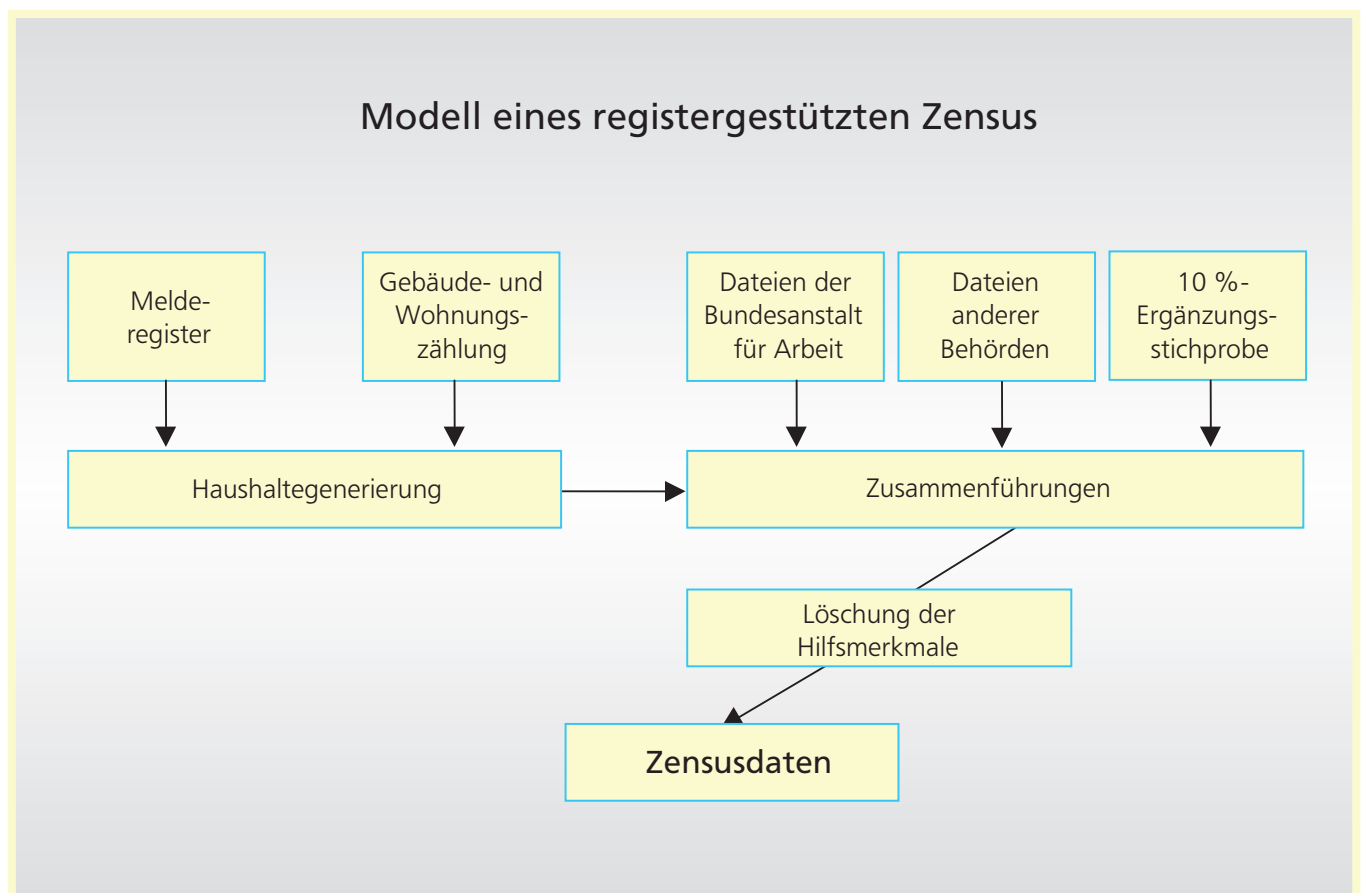 Modell eines registergestützten Zensus
Melde-
register
Gebäude- und
Wohnungs-
zählung
Dateien der
Bundesanstalt
für Arbeit
Dateien
anderer
Behörden
10 %-
Ergänzungs-
stichprobe
Haushaltegenerierung
Zusammenführungen
Löschung der
Hilfsmerkmale
Zensusdaten